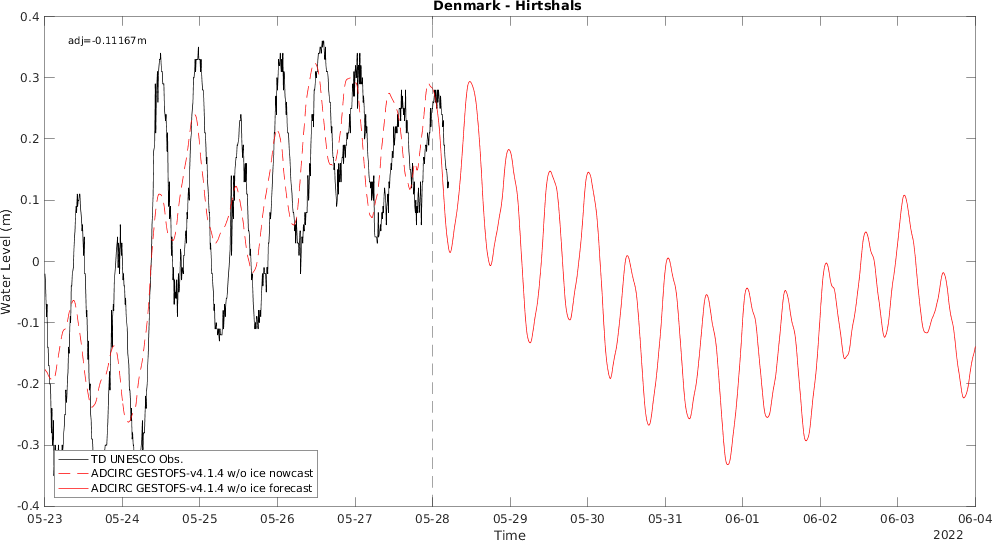 Denmark - Hirtshals
adj=-0.11167m
Water Level (m)
0.4
0.3
0.2
0.1
0
-0.1
-0.2
-0.3
-0.4
TD UNESCO Obs.
ADCIRC GESTOFS-v4.1.4 w/o ice nowcast
ADCIRC GESTOFS-v4.1.4 w/o ice forecast
05-23 05-24 05-25 05-26 05-27 05-28 05-29 05-30 05-31 06-01 06-02 06-03 06-04
Time
2022